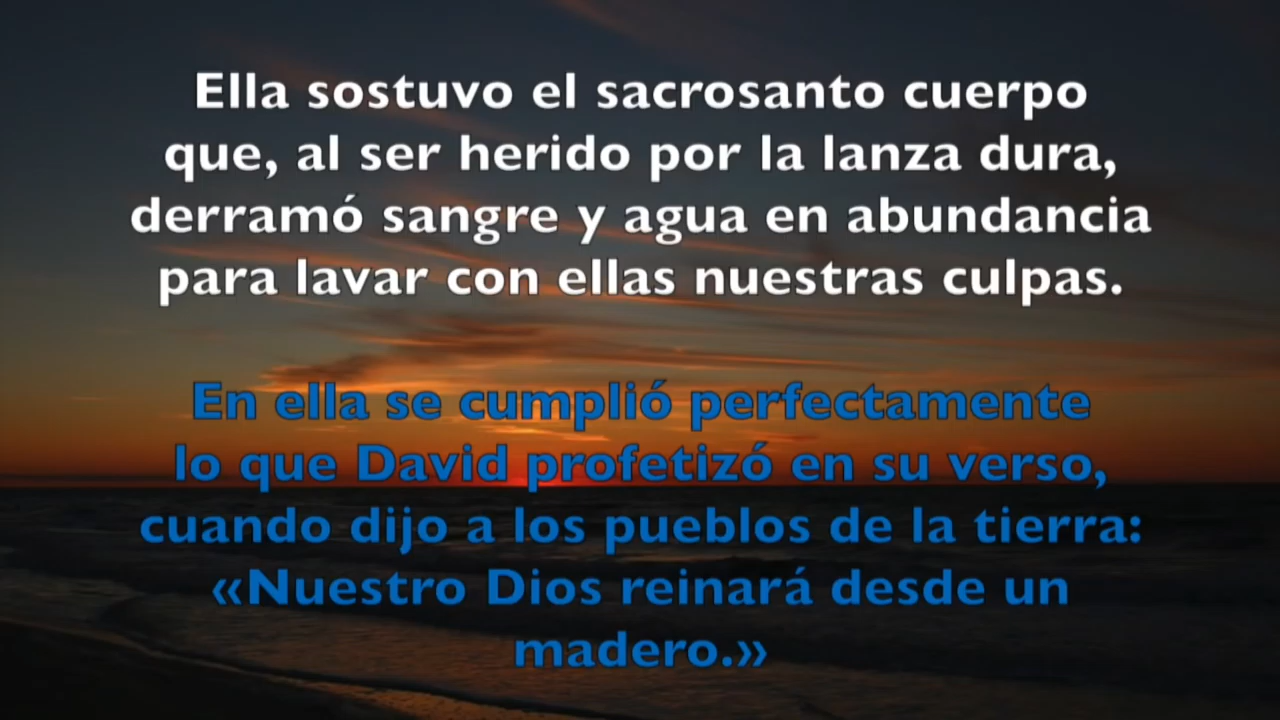 Ella sostuvo el sacrosanto cuerpo
que, al ser herido por la lanza dura,
derramó sangre y agua en abundancia
para lavar con ellas nuestras culpas.
En ella se cumplió perfectamente
lo que David profetizó en su verso,
cuando dijo a los pueblos de la tierra:
«Nuestro Dios reinará desde un
madero.»